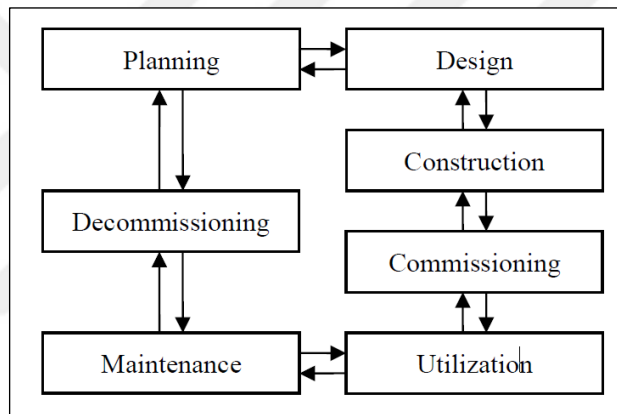 Planning
Design
Construction
Decommissioning
Commissioning
Maintenance
Utilization